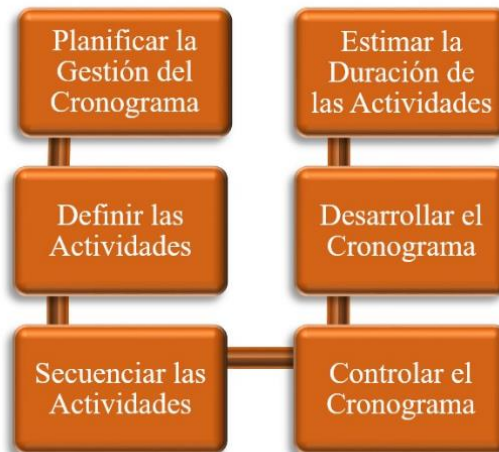 Planificar la
Gestión del
Cronograma
Definir las
Actividades
Secuenciar las
Actividades
Estimar la
Duración de
las Actividades
Desarrollar el
Cronograma
Controlar el
Cronograma